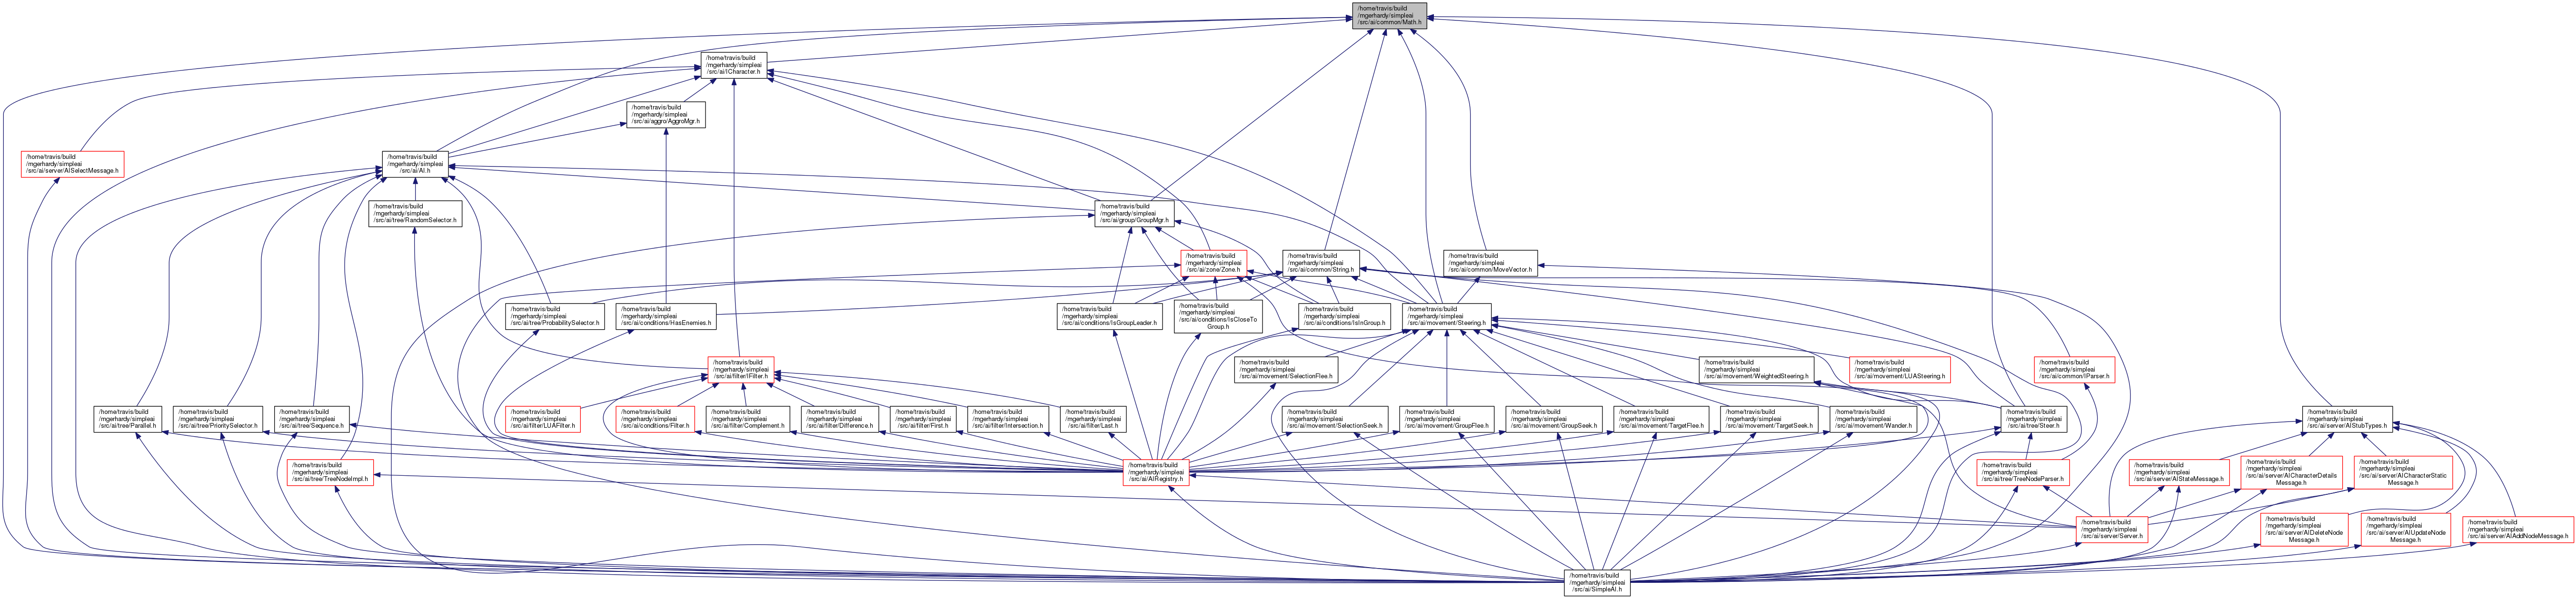 /home/travis/build
/mgerhardy/simpleai
/src/ai/common/Math.h
/home/travis/build
/mgerhardy/simpleai
/src/ai/ICharacter.h
/home/travis/build
/mgerhardy/simpleai
/src/ai/aggro/AggroMgr.h
/home/travis/build
/mgerhardy/simpleai
/src/ai/server/AISelectMessage.h
/home/travis/build
/mgerhardy/simpleai
/src/ai/AI.h
/home/travis/build
/mgerhardy/simpleai
/src/ai/tree/RandomSelector.h
/home/travis/build
/mgerhardy/simpleai
/src/ai/group/GroupMgr.h
/home/travis/build
/mgerhardy/simpleai
/src/ai/zone/Zone.h
/home/travis/build
/mgerhardy/simpleai
/src/ai/common/String.h
/home/travis/build
/mgerhardy/simpleai
/src/ai/common/MoveVector.h
/home/travis/build
/mgerhardy/simpleai
/src/ai/tree/ProbabilitySelector.h
/home/travis/build
/mgerhardy/simpleai
/src/ai/conditions/HasEnemies.h
/home/travis/build
/mgerhardy/simpleai
/src/ai/conditions/IsGroupLeader.h
/home/travis/build
/mgerhardy/simpleai
/src/ai/conditions/IsCloseTo
Group.h
/home/travis/build
/mgerhardy/simpleai
/src/ai/conditions/IsInGroup.h
/home/travis/build
/mgerhardy/simpleai
/src/ai/movement/Steering.h
/home/travis/build
/mgerhardy/simpleai
/src/ai/filter/IFilter.h
/home/travis/build
/mgerhardy/simpleai
/src/ai/movement/SelectionFlee.h
/home/travis/build
/mgerhardy/simpleai
/src/ai/movement/WeightedSteering.h
/home/travis/build
/mgerhardy/simpleai
/src/ai/movement/LUASteering.h
/home/travis/build
/mgerhardy/simpleai
/src/ai/common/IParser.h
/home/travis/build
/mgerhardy/simpleai
/src/ai/tree/Parallel.h
/home/travis/build
/mgerhardy/simpleai
/src/ai/tree/PrioritySelector.h
/home/travis/build
/mgerhardy/simpleai
/src/ai/tree/Sequence.h
/home/travis/build
/mgerhardy/simpleai
/src/ai/filter/LUAFilter.h
/home/travis/build
/mgerhardy/simpleai
/src/ai/conditions/Filter.h
/home/travis/build
/mgerhardy/simpleai
/src/ai/filter/Complement.h
/home/travis/build
/mgerhardy/simpleai
/src/ai/filter/Difference.h
/home/travis/build
/mgerhardy/simpleai
/src/ai/filter/First.h
/home/travis/build
/mgerhardy/simpleai
/src/ai/filter/Intersection.h
/home/travis/build
/mgerhardy/simpleai
/src/ai/filter/Last.h
/home/travis/build
/mgerhardy/simpleai
/src/ai/movement/SelectionSeek.h
/home/travis/build
/mgerhardy/simpleai
/src/ai/movement/GroupFlee.h
/home/travis/build
/mgerhardy/simpleai
/src/ai/movement/GroupSeek.h
/home/travis/build
/mgerhardy/simpleai
/src/ai/movement/TargetFlee.h
/home/travis/build
/mgerhardy/simpleai
/src/ai/movement/TargetSeek.h
/home/travis/build
/mgerhardy/simpleai
/src/ai/movement/Wander.h
/home/travis/build
/mgerhardy/simpleai
/src/ai/tree/Steer.h
/home/travis/build
/mgerhardy/simpleai
/src/ai/server/AIStubTypes.h
/home/travis/build
/mgerhardy/simpleai
/src/ai/tree/TreeNodeImpl.h
/home/travis/build
/mgerhardy/simpleai
/src/ai/AIRegistry.h
/home/travis/build
/mgerhardy/simpleai
/src/ai/tree/TreeNodeParser.h
/home/travis/build
/mgerhardy/simpleai
/src/ai/server/AIStateMessage.h
/home/travis/build
/mgerhardy/simpleai
/src/ai/server/AICharacterDetails
Message.h
/home/travis/build
/mgerhardy/simpleai
/src/ai/server/AICharacterStatic
Message.h
/home/travis/build
/mgerhardy/simpleai
/src/ai/server/Server.h
/home/travis/build
/mgerhardy/simpleai
/src/ai/server/AIDeleteNode
Message.h
/home/travis/build
/mgerhardy/simpleai
/src/ai/server/AIUpdateNode
Message.h
/home/travis/build
/mgerhardy/simpleai
/src/ai/server/AIAddNodeMessage.h
/home/travis/build
/mgerhardy/simpleai
/src/ai/SimpleAI.h